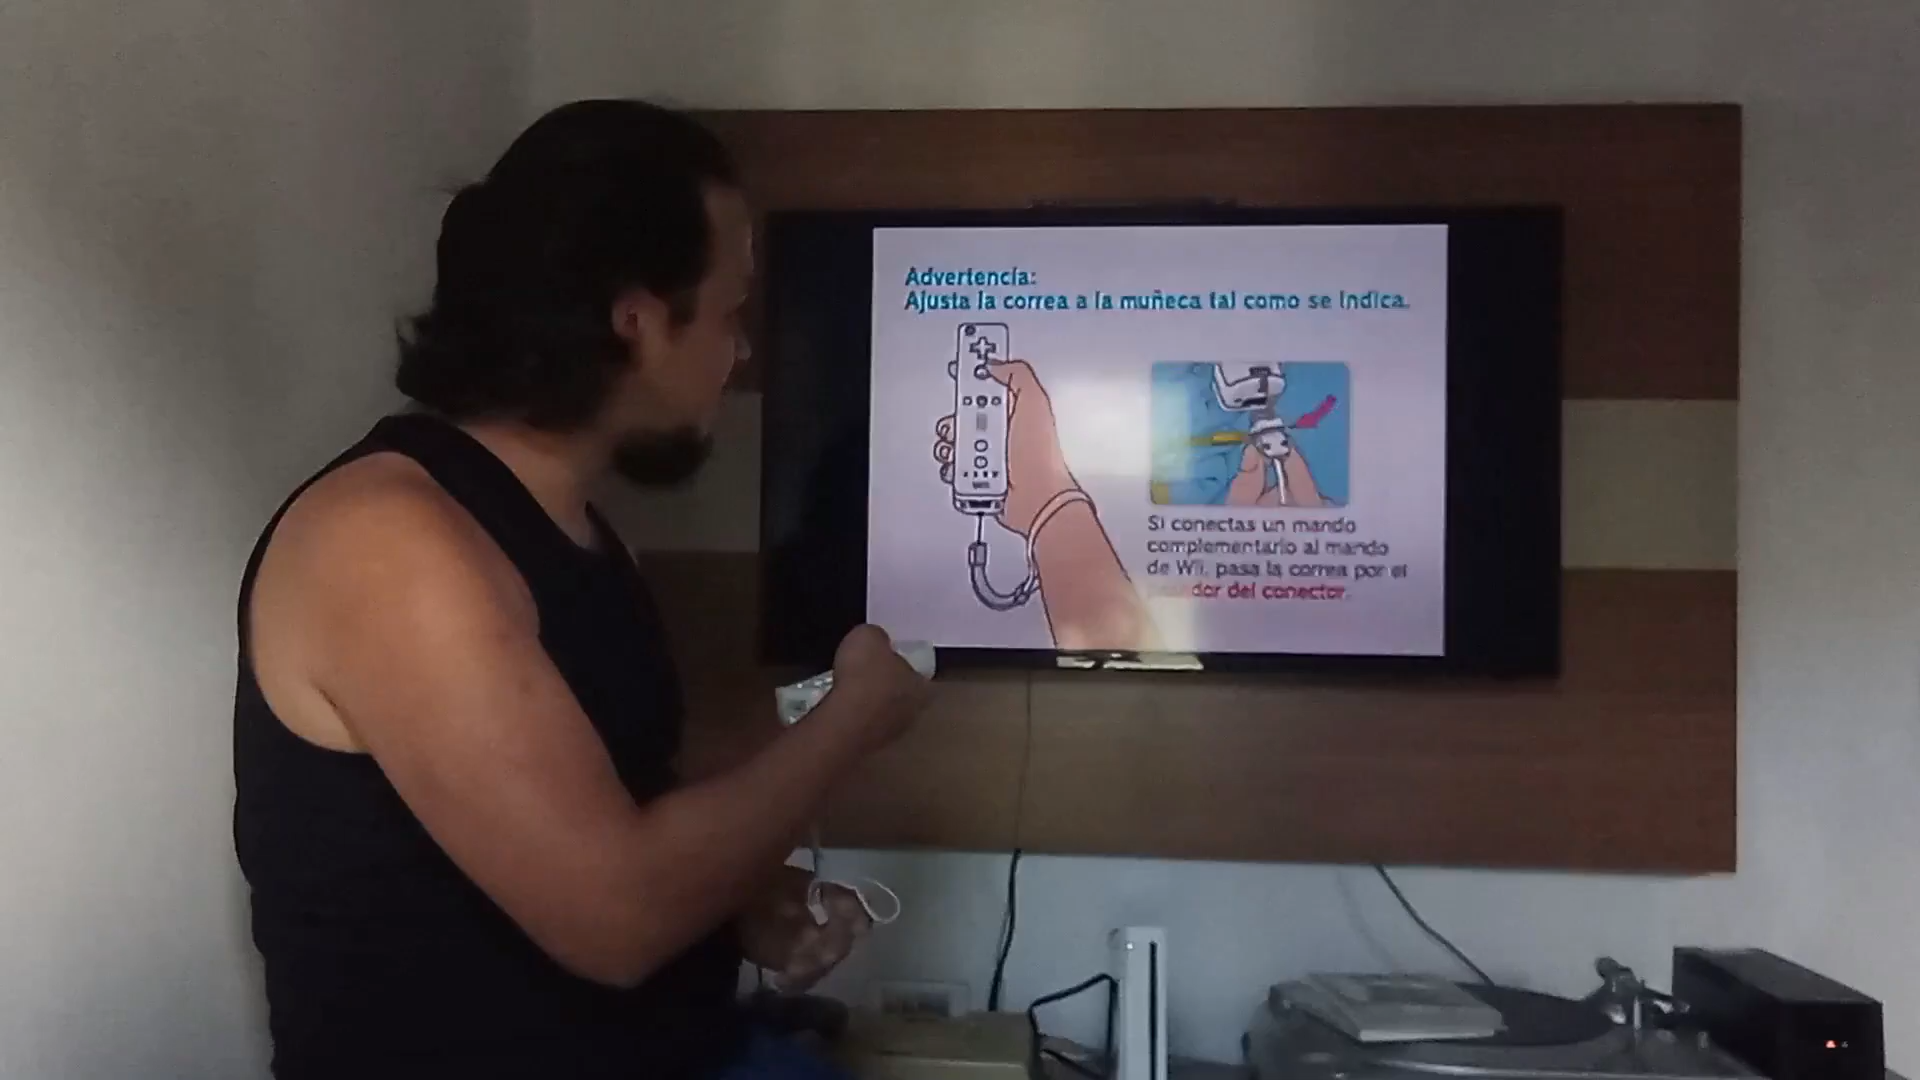 Advertencia:
Ajusta la correa a la muñeca tal como se indica.
Si conectas un mando
complementario al mando
de Wii, pasa la correa por el
del conector.